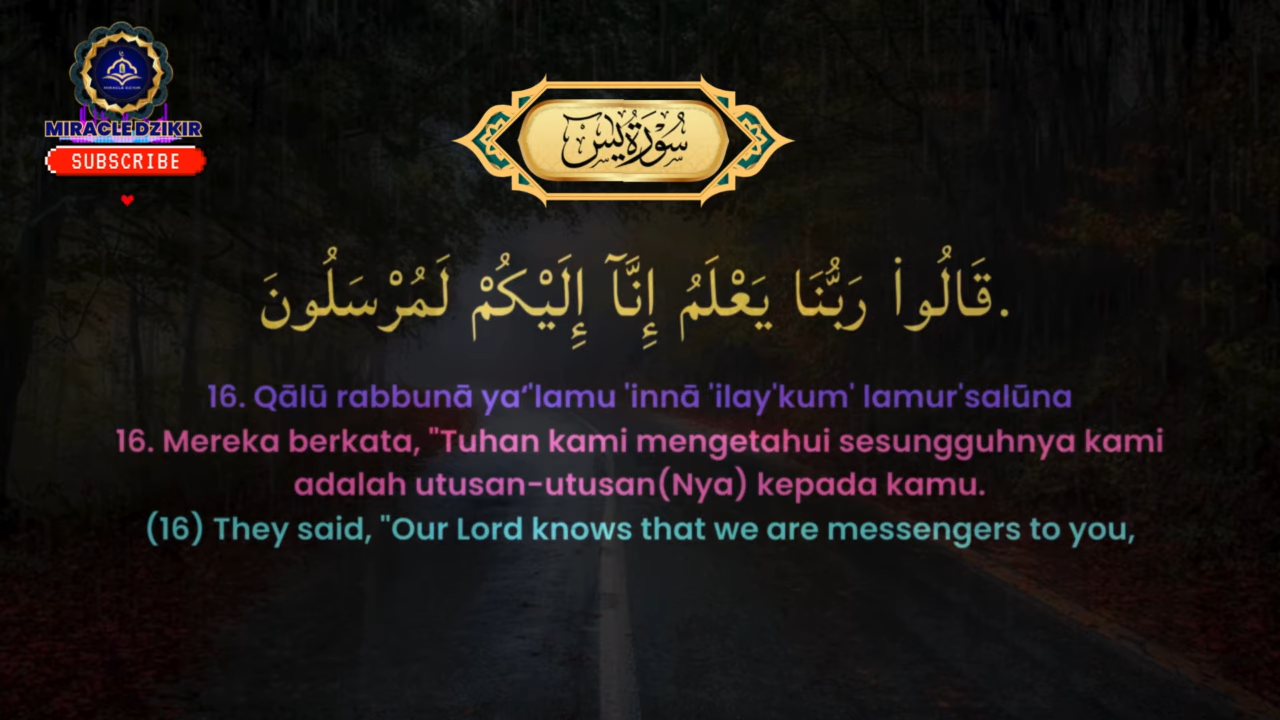 MIRACLE DZIKIR
SUBSCRIBE
سُورَةُ يسٓ
قَالُوا۟ رَبُّنَا يَعْلَمُ إِنَّآ إِلَيْكُمْ لَمُرْسَلُونَ.
16. Qālū rabbunā ya‘'lamu 'innā 'ilay'kum' lamur'salūna
16. Mereka berkata, "Tuhan kami mengetahui sesungguhnya kami
adalah utusan-utusan(Nya) kepada kamu.
(16) They said, "Our Lord knows that we are messengers to you,